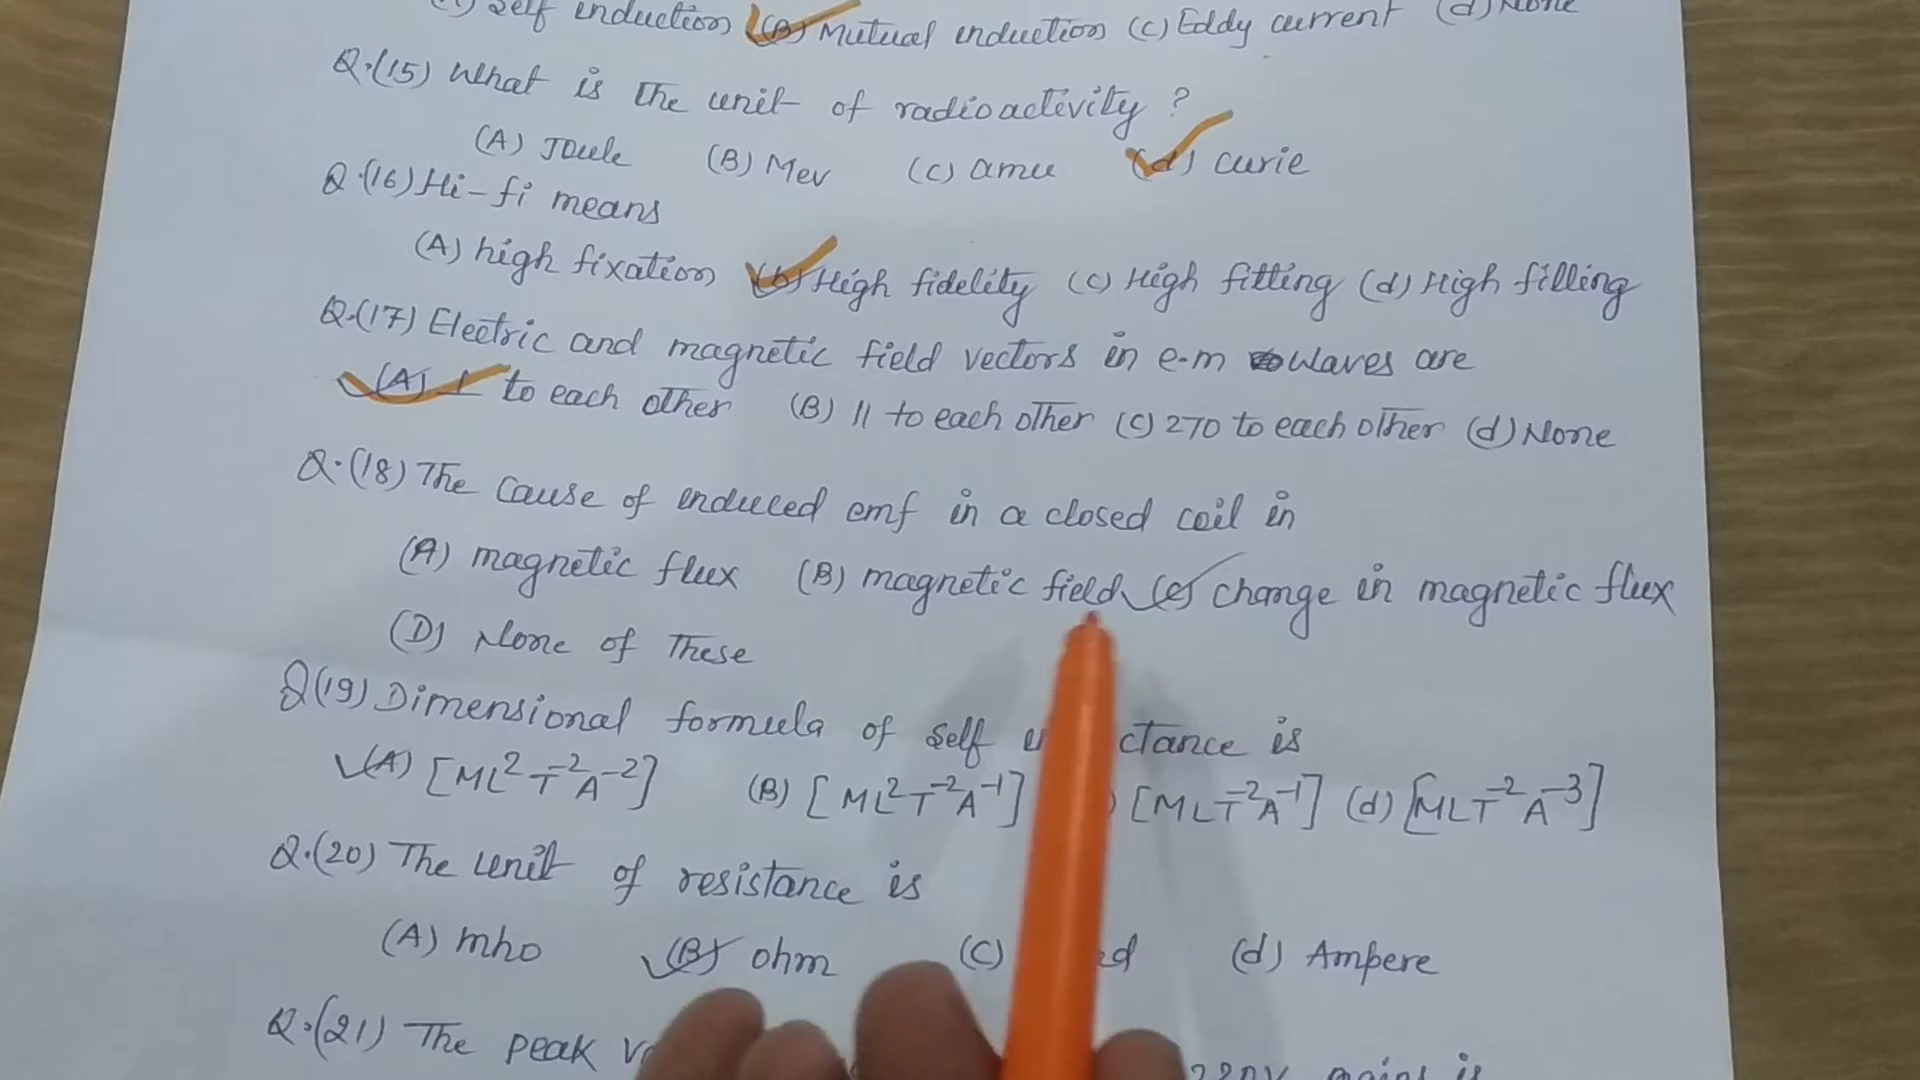 Self induction (B) Mutual induction (C) Eddy current (d) None
Q.(15) What is the unit of radioactivity ?
(A) Joule (B) Mev (C) amu (d) curie
Q.(16) Hi-fi means
(A) high fixation (b) High fidelity (c) High fitting (d) High filling
Q.(17) Electric and magnetic field vectors in e-m waves are
(A) ⊥ to each other (B) 11 to each other (C) 270 to each other (d) None
Q.(18) The cause of induced emf in a closed coil in
(A) magnetic flux (B) magnetic field (c) change in magnetic flux
(D) None of These
Q(19) Dimensional formula of self ctance is
(A) [ML²T⁻²A⁻²] (B) [ML²T⁻²A⁻¹] ) [MLT⁻²A⁻¹] (d) [MLT⁻²A⁻³]
Q.(20) The unit of resistance is
(A) mho (B) ohm (C) d (d) Ampere
Q.(21) The peak 220V mains is